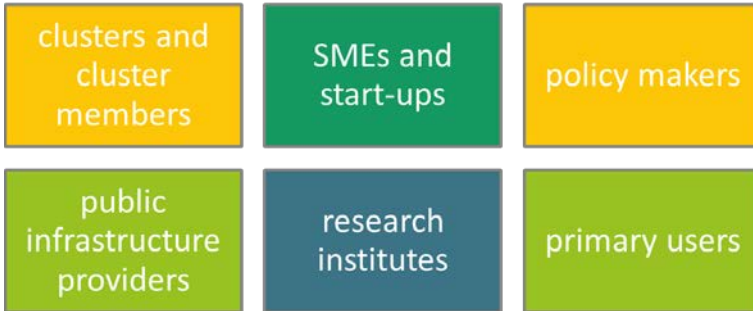 clusters and
cluster
members
SMEs and
start-ups
policy makers
public
infrastructure
providers
research
institutes
primary users